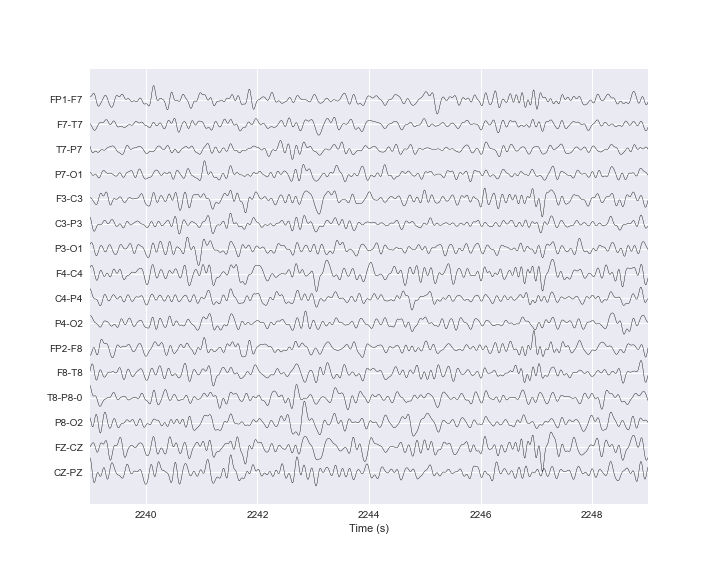 FP1-F7
F7-T7
T7-P7
P7-O1
F3-C3
C3-P3
P3-O1
F4-C4
C4-P4
P4-O2
FP2-F8
F8-T8
T8-P8-0
P8-O2
FZ-CZ
CZ-PZ
2240 2242 2244 2246 2248
Time (s)